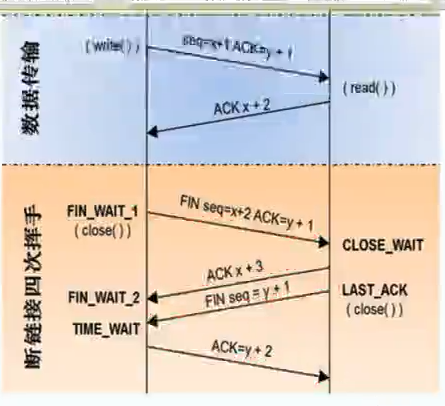 数据传输
( write( ) )
seq=x+1 ACK=y + 1
( read( ) )
ACK x + 2
断链接四次挥手
FIN_WAIT_1
( close( ) )
FIN seq=x+2 ACK=y + 1
CLOSE_WAIT
ACK x + 3
FIN_WAIT_2
FIN seq = y + 1
LAST_ACK
( close( ) )
TIME_WAIT
ACK=y + 2